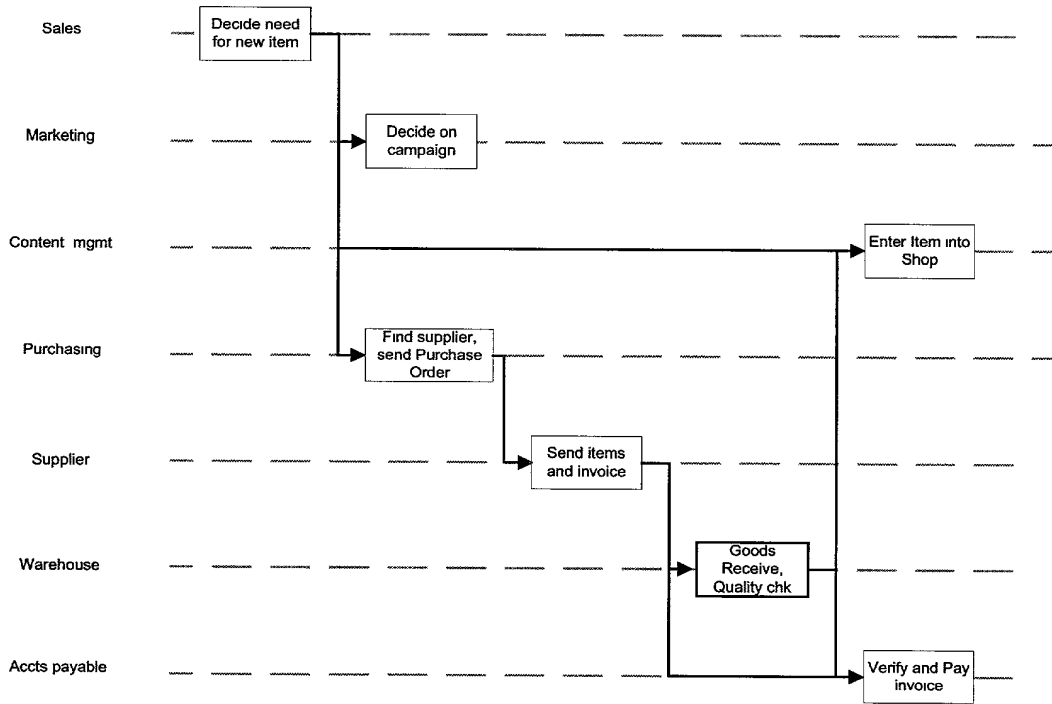 Sales
Decide need
for new item
Marketing
Decide on
campaign
Content mgmt
Enter Item into
Shop
Purchasing
Find supplier,
send Purchase
Order
Supplier
Send items
and invoice
Warehouse
Goods
Receive,
Quality chk
Accts payable
Verify and Pay
invoice